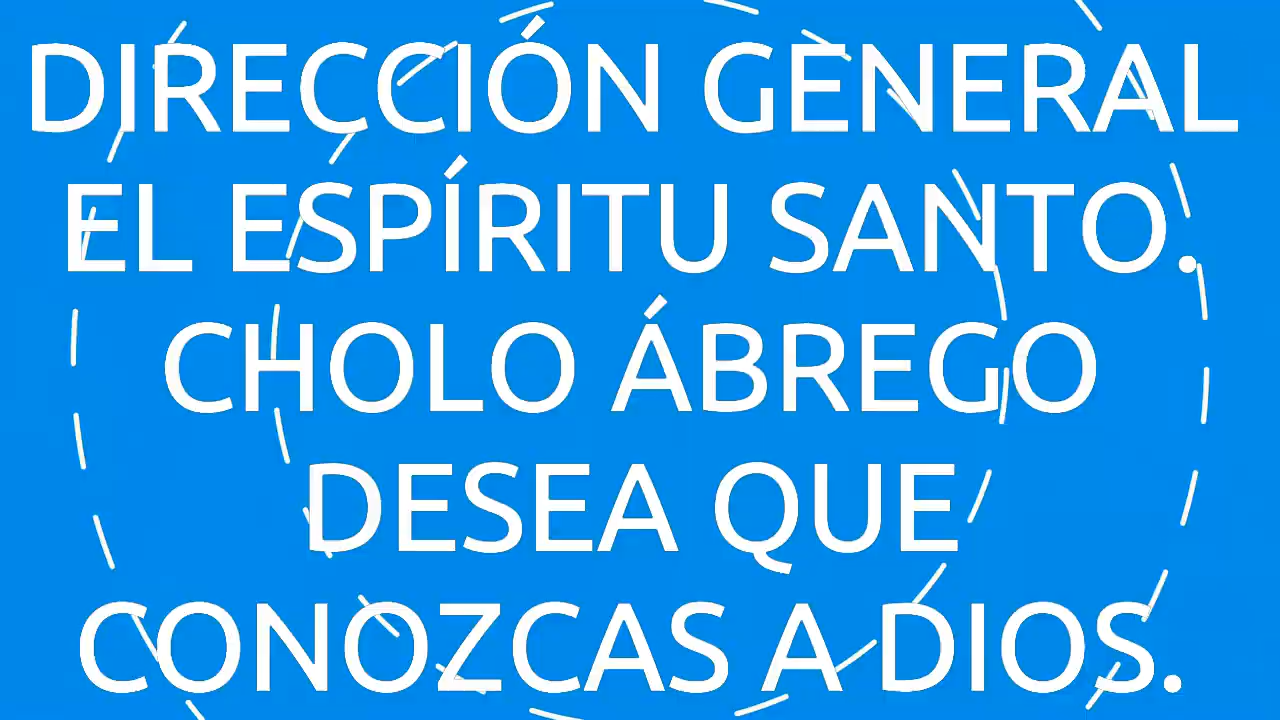 DIRECCIÓN GENERAL
EL ESPÍRITU SANTO.
CHOLO ÁBREGO
DESEA QUE
CONOZCAS A DIOS.